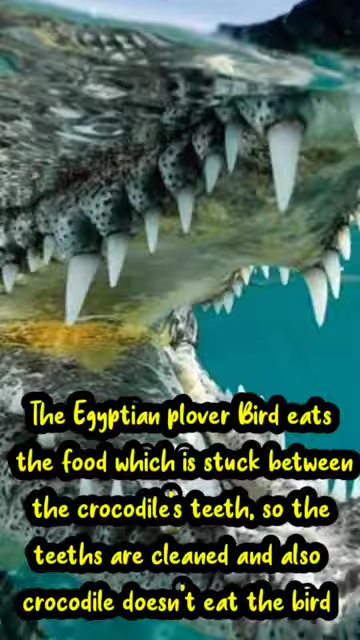 The Egyptian plover Bird eats
the food which is stuck between
the crocodile's teeth, so the
teeths are cleaned and also
crocodile doesn't eat the bird